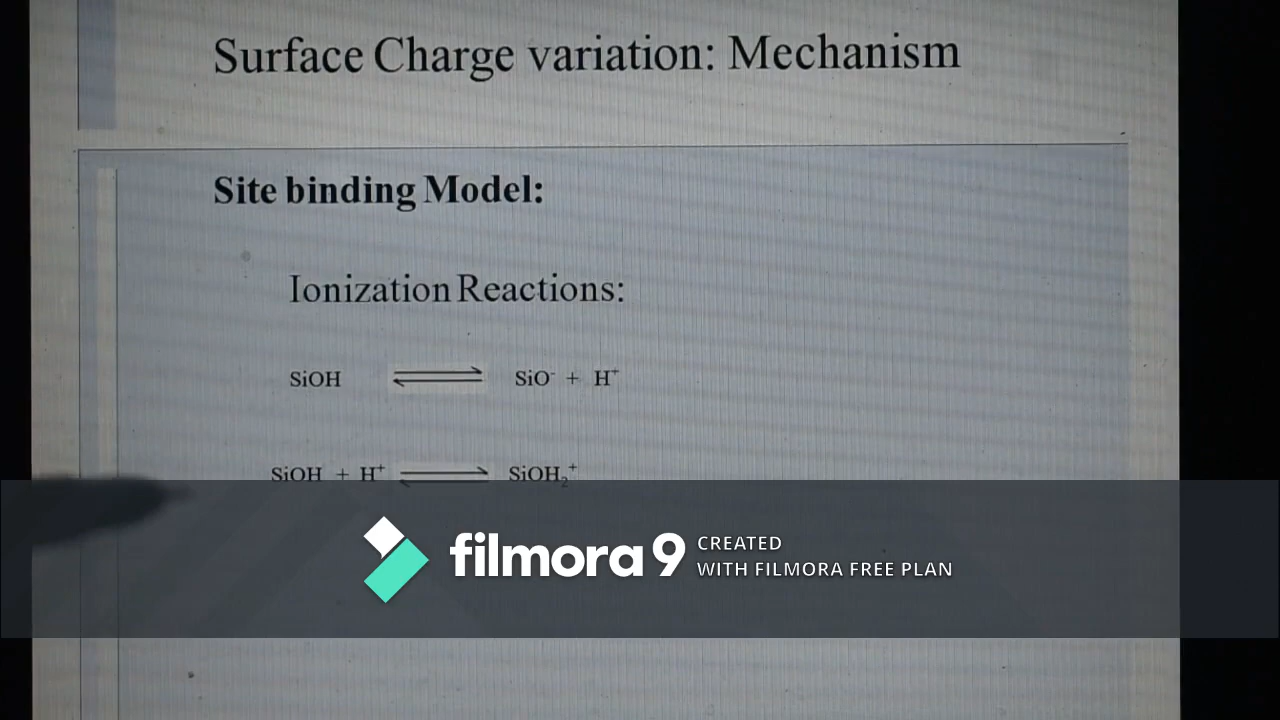 Surface Charge variation: Mechanism
Site binding Model:
Ionization Reactions:
SiOH ⇌ SiO⁻ + H⁺
SiOH + H⁺ ⇌ SiOH₂⁺
filmora 9 CREATED
WITH FILMORA FREE PLAN